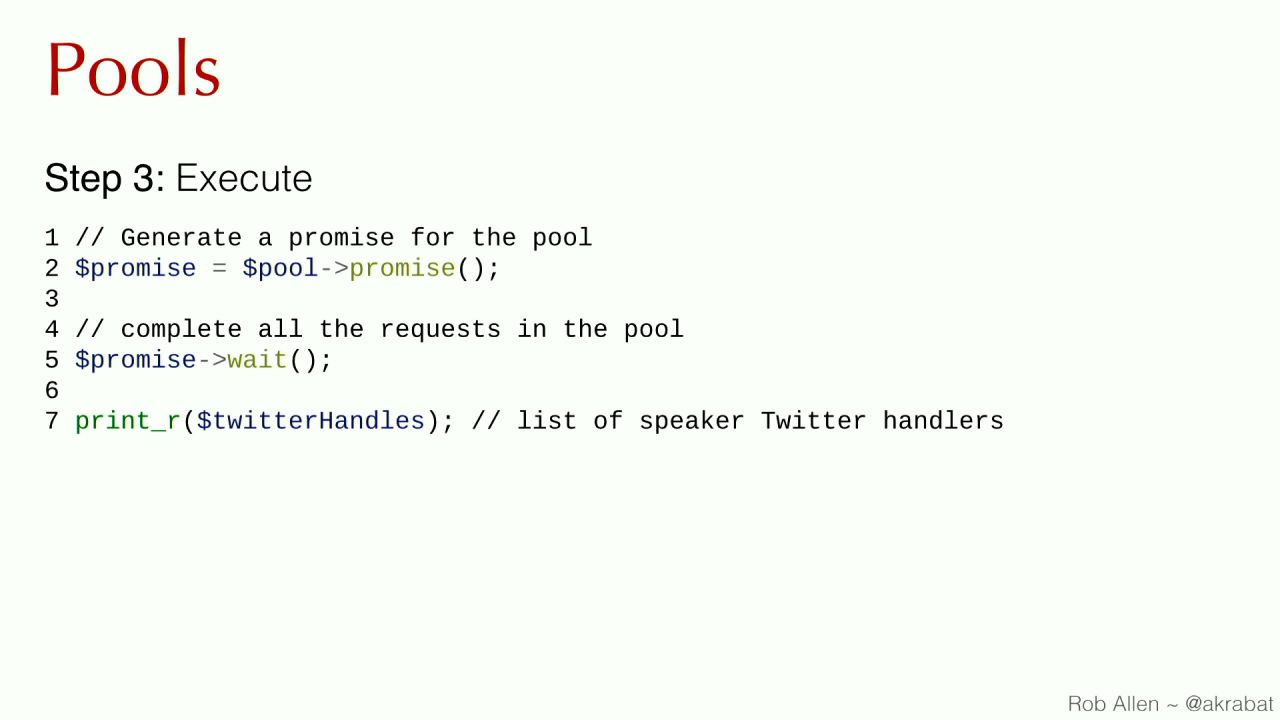 Pools
Step 3: Execute
1 // Generate a promise for the pool
2 $promise = $pool->promise();
3
4 // complete all the requests in the pool
5 $promise->wait();
6
7 print_r($twitterHandles); // list of speaker Twitter handlers
Rob Allen ~ @akrabat